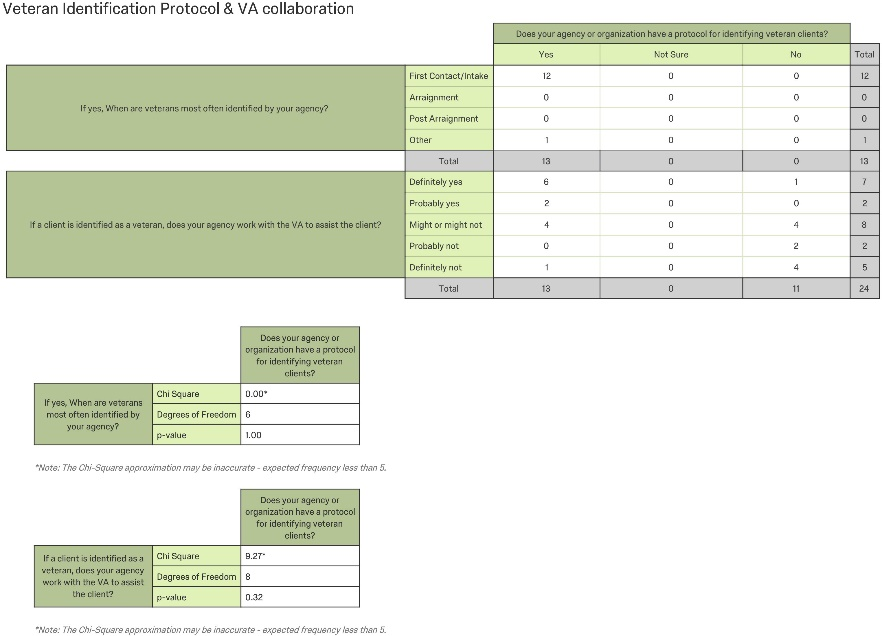 Veteran Identification Protocol & VA collaboration
Does your agency or organization have a protocol for identifying veteran clients?
Yes Not Sure No Total
If yes, When are veterans most often identified by your agency?
First Contact/Intake 12 0 0 12
Arraignment 0 0 0 0
Post Arraignment 0 0 0 0
Other 1 0 0 1
Total 13 0 0 13
If a client is identified as a veteran, does your agency work with the VA to assist the client?
Definitely yes 6 0 1 7
Probably yes 2 0 0 2
Might or might not 4 0 4 8
Probably not 0 0 2 2
Definitely not 1 0 4 5
Total 13 0 11 24
Does your agency or
organization have a protocol
for identifying veteran
clients?
If yes, When are veterans
most often identified by
your agency?
Chi Square 0.00*
Degrees of Freedom 6
p-value 1.00
*Note: The Chi-Square approximation may be inaccurate - expected frequency less than 5.
Does your agency or
organization have a protocol
for identifying veteran
clients?
If a client is identified as a
veteran, does your agency
work with the VA to assist
the client?
Chi Square 9.27*
Degrees of Freedom 8
p-value 0.32
*Note: The Chi-Square approximation may be inaccurate - expected frequency less than 5.